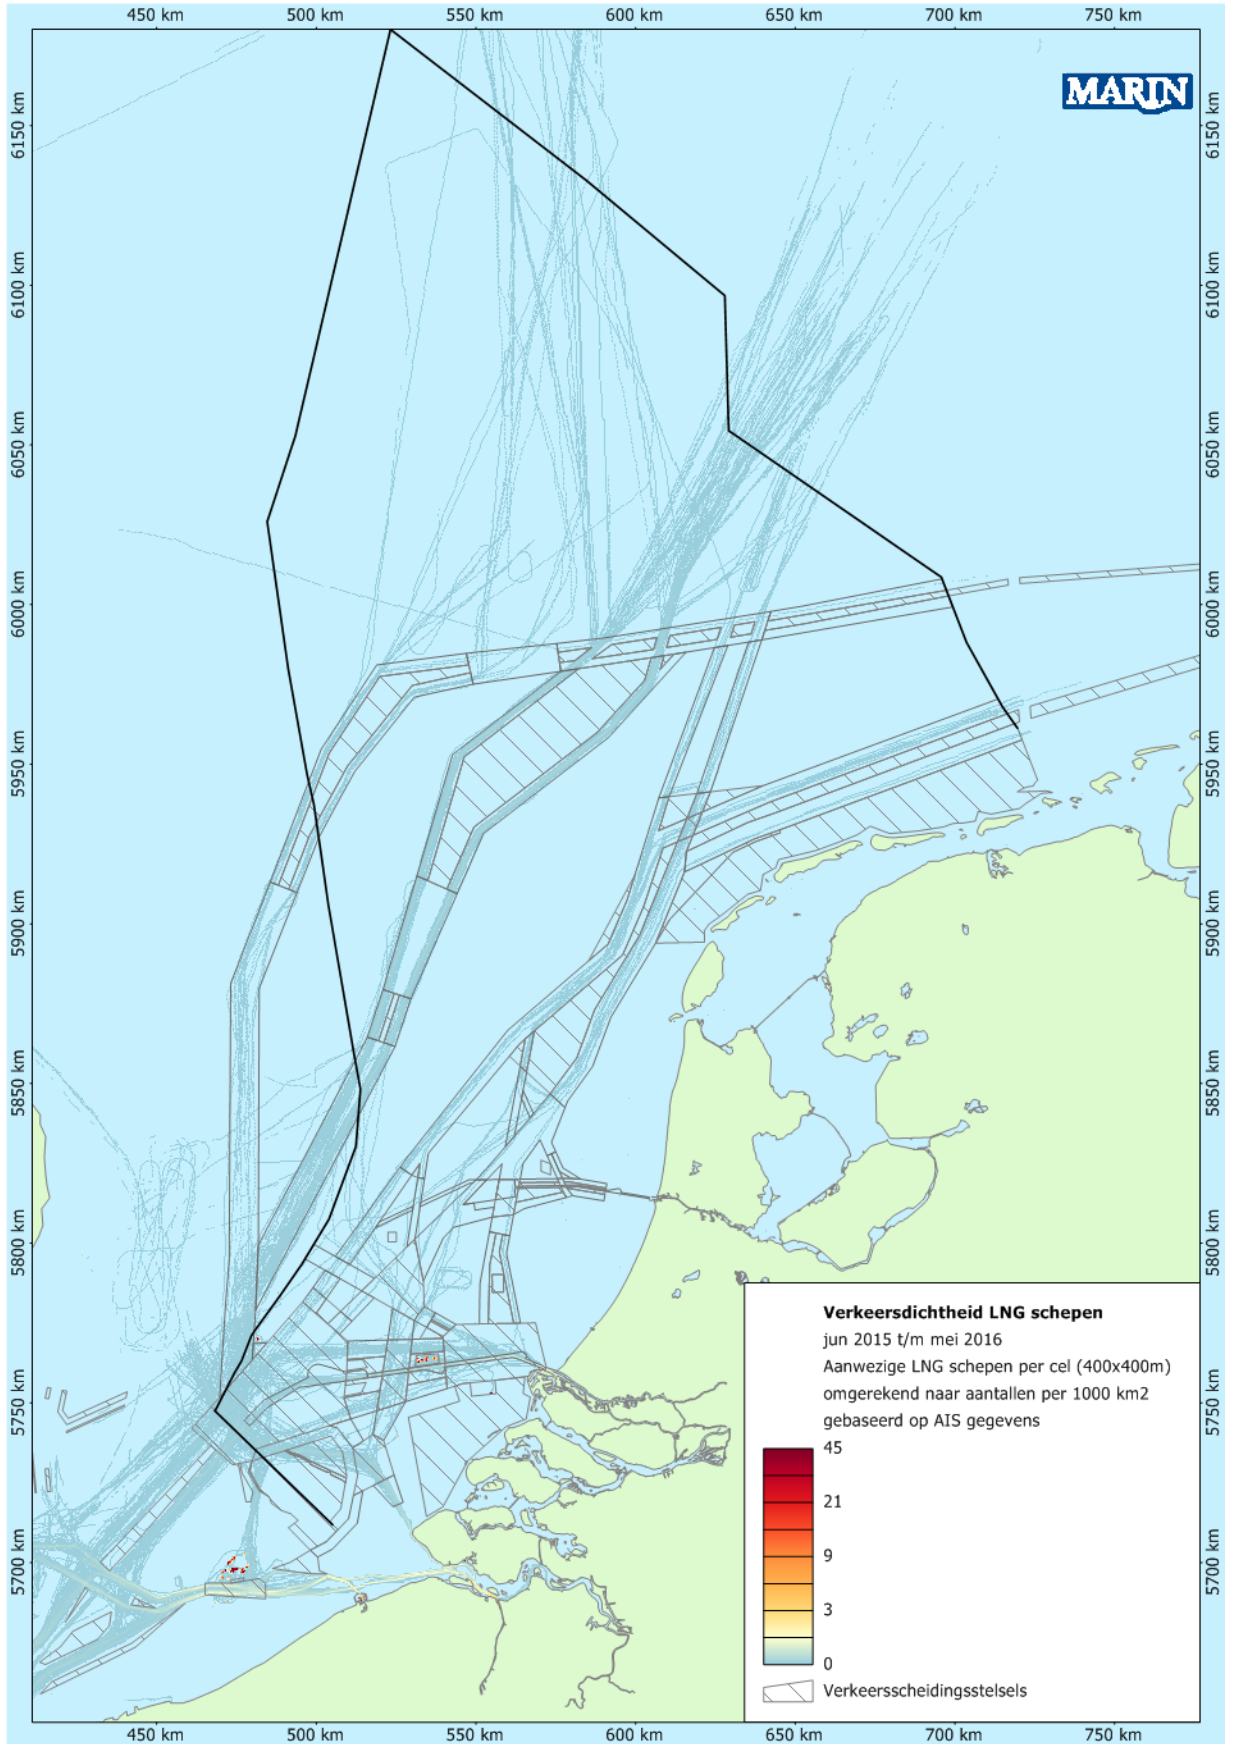 450 km 500 km 550 km 600 km 650 km 700 km 750 km
MARIN
6150 km 6150 km
6100 km 6100 km
6050 km 6050 km
6000 km 6000 km
5950 km 5950 km
5900 km 5900 km
5850 km 5850 km
5800 km 5800 km
5750 km 5750 km
5700 km 5700 km
Verkeersdichtheid LNG schepen
jun 2015 t/m mei 2016
Aanwezige LNG schepen per cel (400x400m)
omgerekend naar aantallen per 1000 km2
gebaseerd op AIS gegevens
45
21
9
3
0
Verkeersscheidingsstelsels
450 km 500 km 550 km 600 km 650 km 700 km 750 km